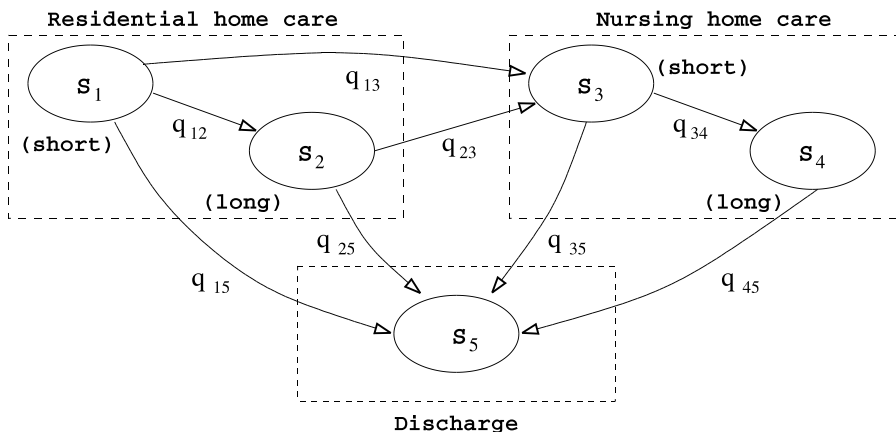 Residential home care
Nursing home care
S1
q13
S3
(short)
q12
q34
(short)
S2
q23
S4
(long)
(long)
q25
q35
q15
q45
S5
Discharge